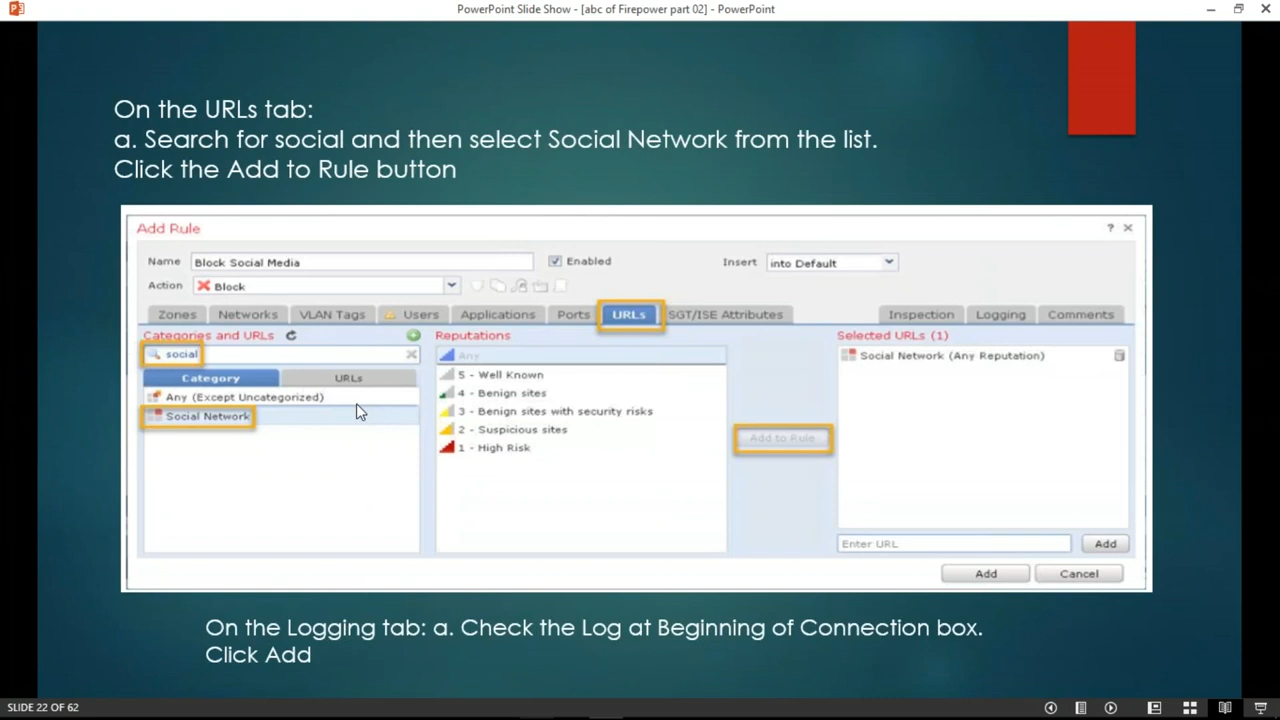 PowerPoint Slide Show - [abc of Firepower part 02] - PowerPoint
On the URLs tab:
a. Search for social and then select Social Network from the list.
Click the Add to Rule button
Add Rule
Name Block Social Media Enabled Insert into Default
Action Block
Zones Networks VLAN Tags Users Applications Ports URLs SGT/ISE Attributes Inspection Logging Comments
Categories and URLs Reputations Selected URLs (1)
social Any Social Network (Any Reputation)
Category URLs 5 - Well Known
Any (Except Uncategorized) 4 - Benign sites
Social Network 3 - Benign sites with security risks
2 - Suspicious sites
Add to Rule
1 - High Risk
Enter URL Add
Add Cancel
On the Logging tab: a. Check the Log at Beginning of Connection box.
Click Add
SLIDE 22 OF 62